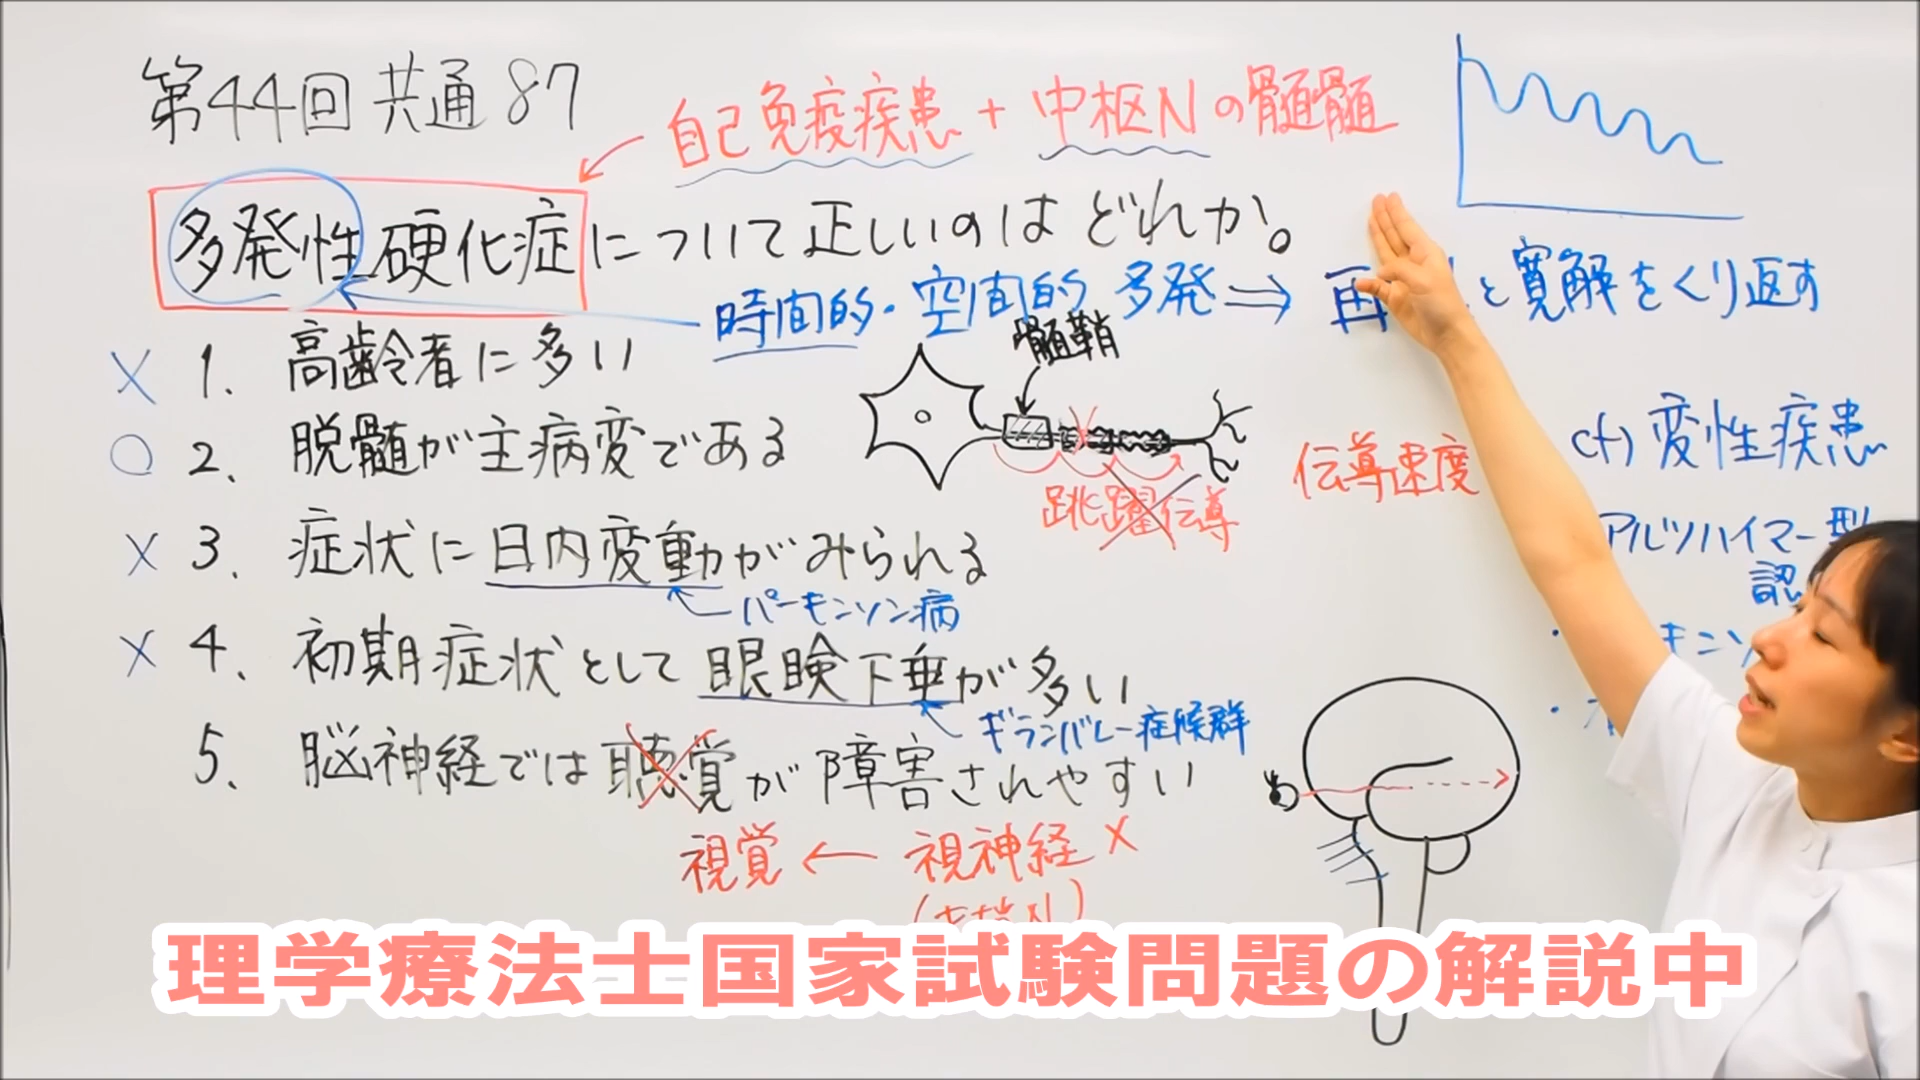 第44回 共通 87
自己免疫疾患 + 中枢Nの髄髄
多発性硬化症について正しいのはどれか。
時間的・空間的 多発 ⇒ 再 と寛解をくり返す
× 1. 高齢者に多い
髄鞘
○ 2. 脱髄が主病変である
跳躍伝導
伝導速度
cf) 変性疾患
アルツハイマー型
認
× 3. 症状に日内変動がみられる
パーキンソン病
× 4. 初期症状として眼瞼下垂が多い
ギランバレー症候群
5. 脳神経では聴覚が障害されやすい
視覚 ← 視神経 ×
理学療法士国家試験問題の解説中